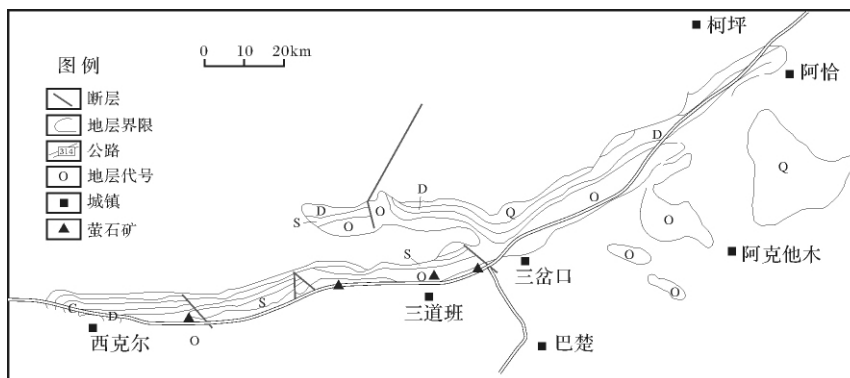 柯坪
0 10 20km
图例
断层
地层界限
314 公路
O 地层代号
城镇
萤石矿
阿恰
D
Q
D
S
D
O
O
Q
O
O
S
O
三岔口
O
阿克他木
O
C
D
S
三道班
西克尔
O
巴楚